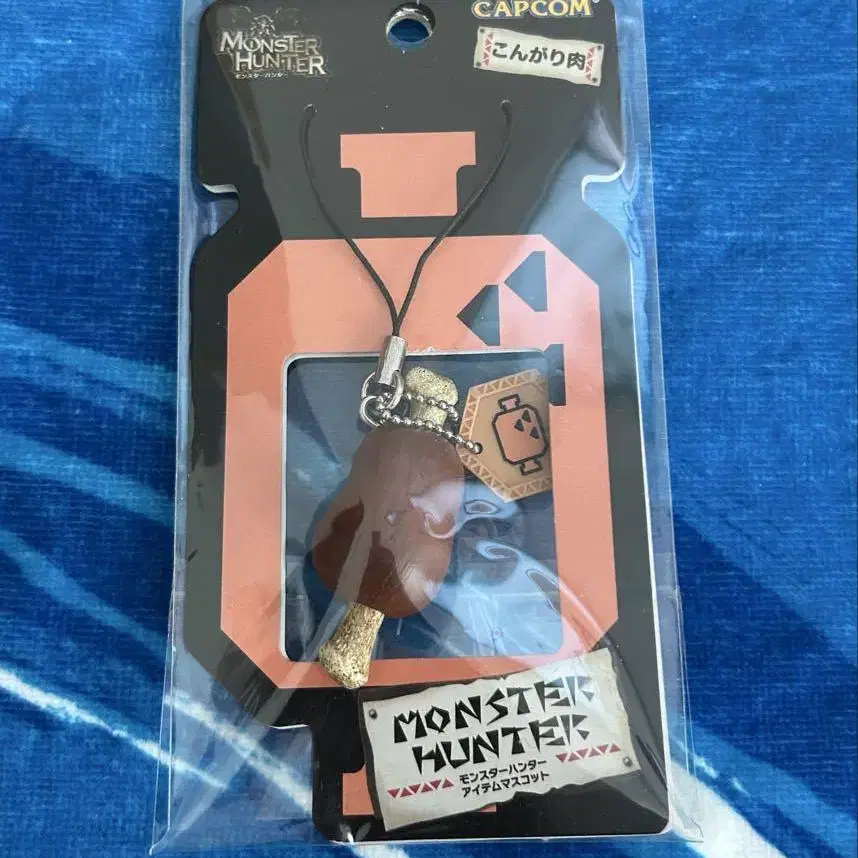 MONSTER HUNTER
モンスターハンター
CAPCOM®
こんがり肉
MONSTER
HUNTER
モンスターハンター
アイテムマスコット